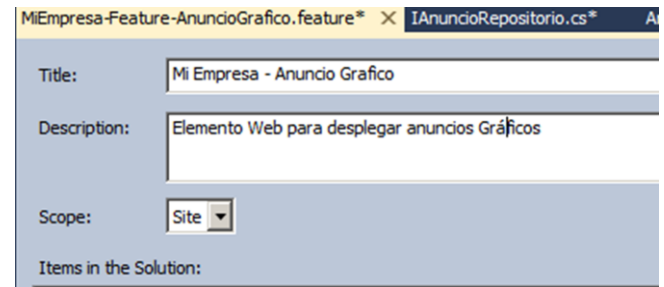 MiEmpresa-Feature-AnuncioGrafico.feature* IAnuncioRepositorio.cs*
Title: Mi Empresa - Anuncio Grafico
Description: Elemento Web para desplegar anuncios Gráficos
Scope: Site
Items in the Solution: